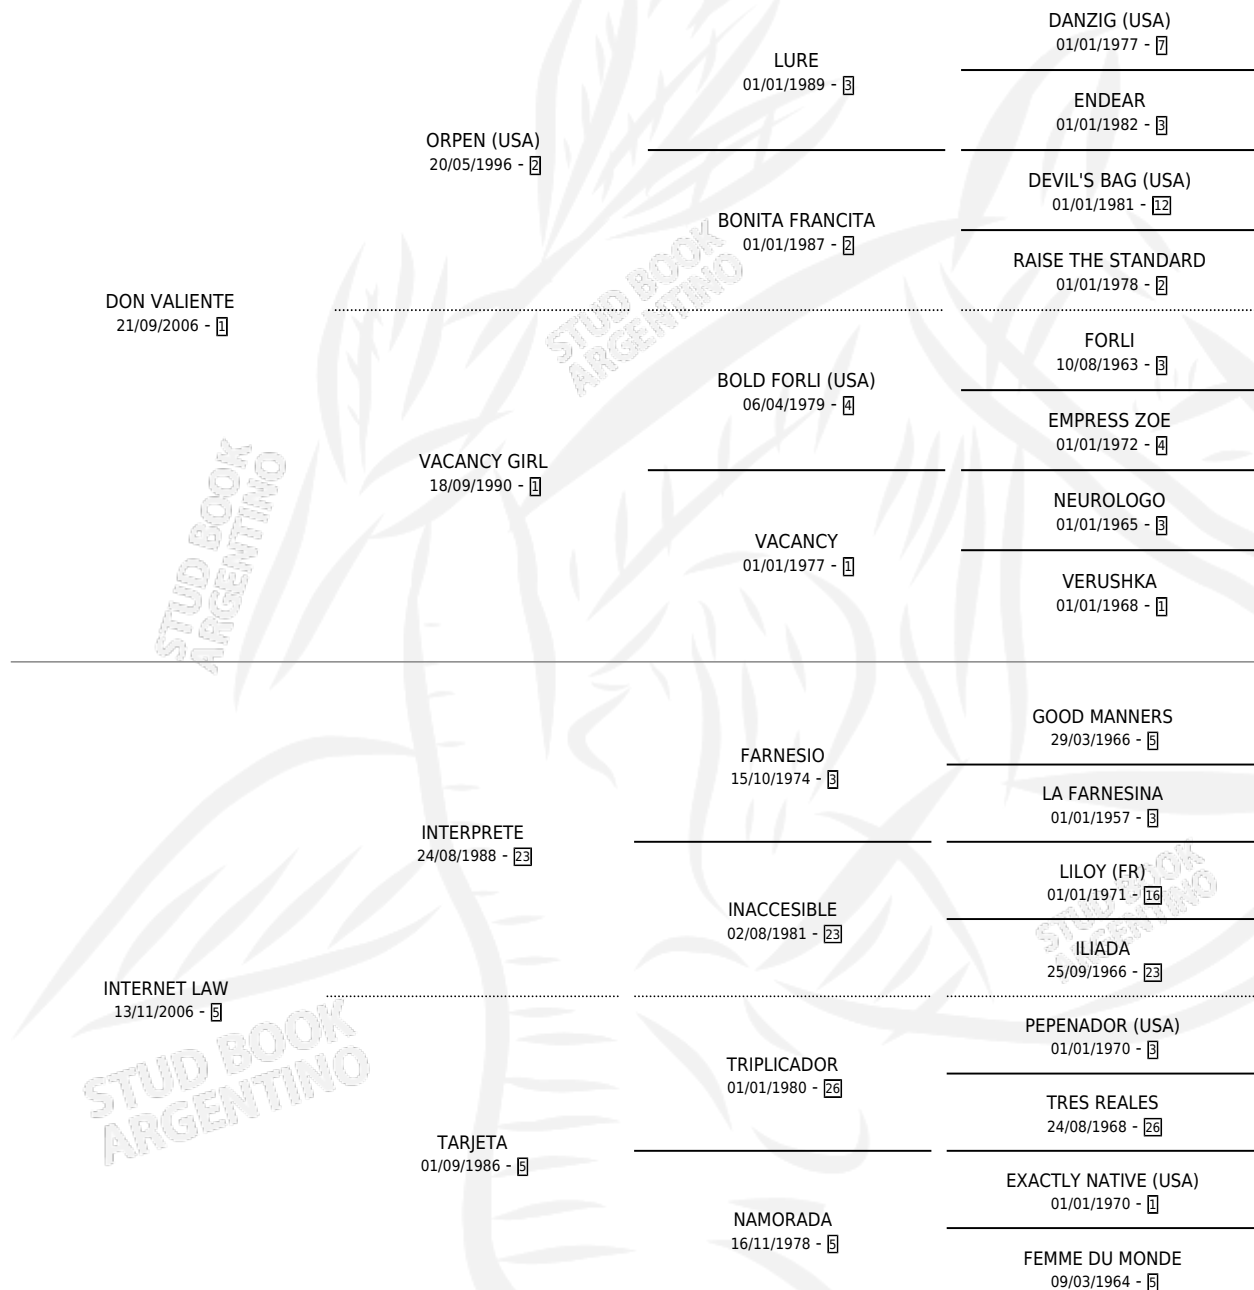 DON VALIENTE
21/09/2006 - 1
ORPEN (USA)
20/05/1996 - 2
LURE
01/01/1989 - 3
DANZIG (USA)
01/01/1977 - 7
ENDEAR
01/01/1982 - 3
BONITA FRANCITA
01/01/1987 - 2
DEVIL'S BAG (USA)
01/01/1981 - 12
RAISE THE STANDARD
01/01/1978 - 2
VACANCY GIRL
18/09/1990 - 1
BOLD FORLI (USA)
06/04/1979 - 4
FORLI
10/08/1963 - 3
EMPRESS ZOE
01/01/1972 - 4
VACANCY
01/01/1977 - 1
NEUROLOGO
01/01/1965 - 3
VERUSHKA
01/01/1968 - 1
INTERNET LAW
13/11/2006 - 5
INTERPRETE
24/08/1988 - 23
FARNESIO
15/10/1974 - 3
GOOD MANNERS
29/03/1966 - 5
LA FARNESINA
01/01/1957 - 3
INACCESIBLE
02/08/1981 - 23
LILOY (FR)
01/01/1971 - 16
ILIADA
25/09/1966 - 23
TARJETA
01/09/1986 - 5
TRIPLICADOR
01/01/1980 - 26
PEPENADOR (USA)
01/01/1970 - 3
TRES REALES
24/08/1968 - 26
NAMORADA
16/11/1978 - 5
EXACTLY NATIVE (USA)
01/01/1970 - 1
FEMME DU MONDE
09/03/1964 - 5
STUD BOOK
ARGENTINO
STUD BOOK
ARGENTINO
STUD BOOK
ARGENTINO
STUD BOOK
ARGENTINO